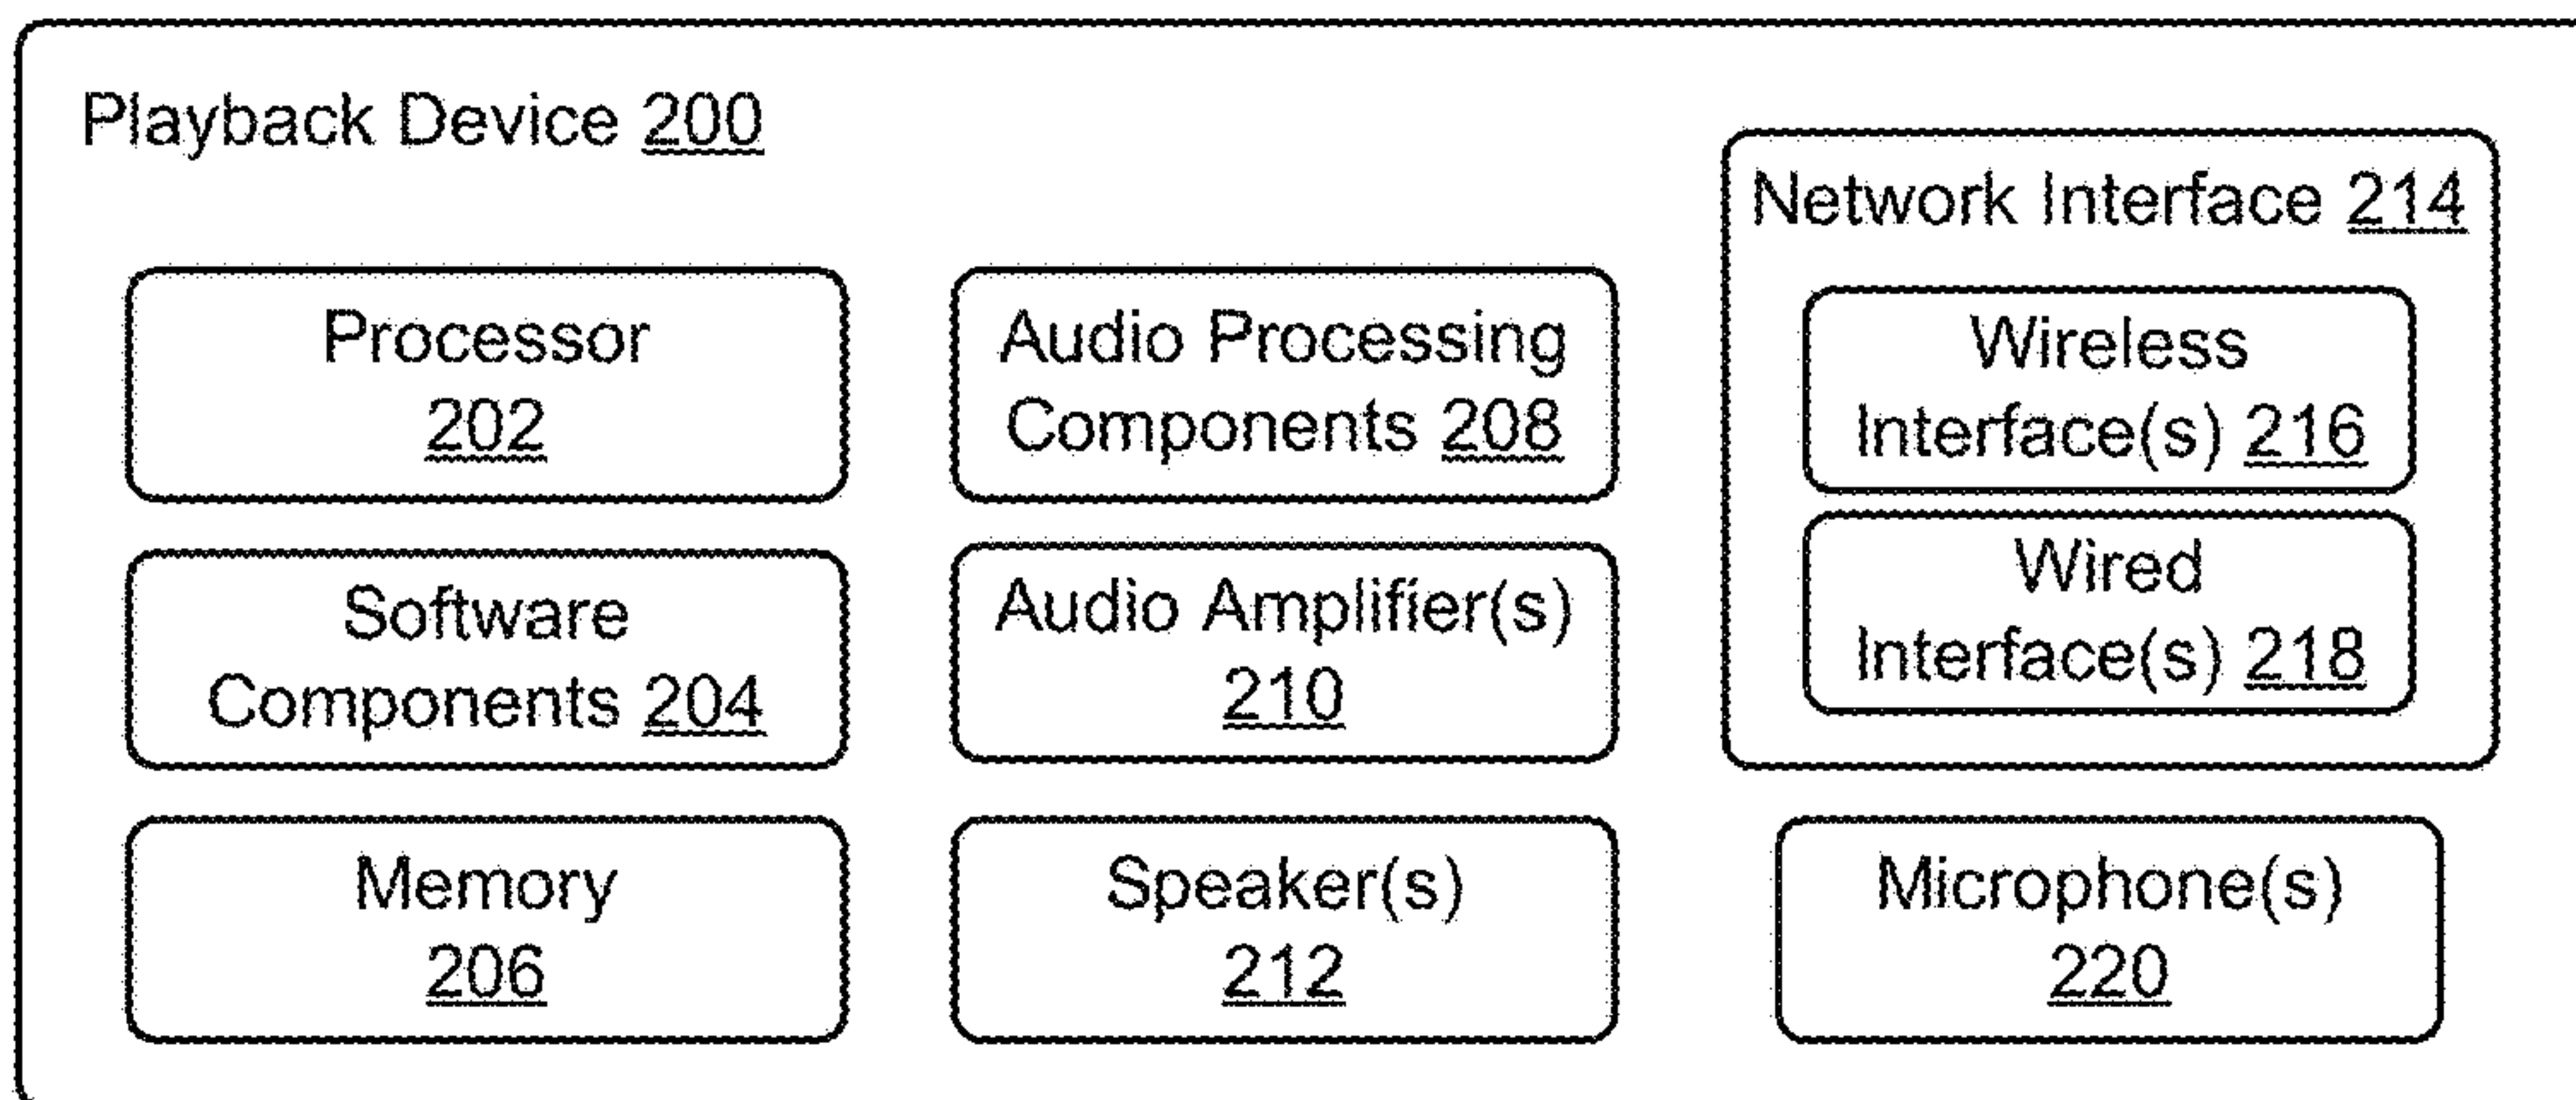 Playback Device 200
Processor
202
Software
Components 204
Memory
206
Audio Processing
Components 208
Audio Amplifier(s)
210
Speaker(s)
212
Network Interface 214
Wireless
Interface(s) 216
Wired
Interface(s) 218
Microphone(s)
220